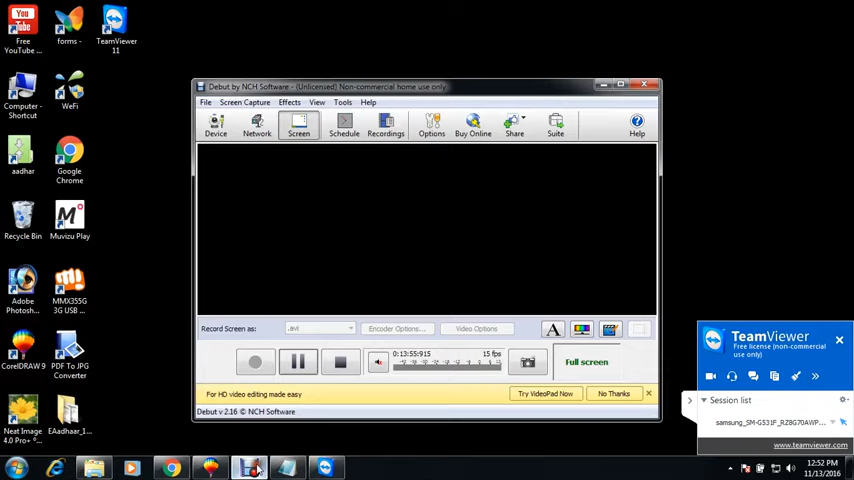 You
Tube
Free
YouTube ...
forms -
TeamViewer
11
Computer -
Shortcut
WeFi
aadhar
Google
Chrome
Recycle Bin
Muvizu Play
Adobe
Photosh...
MMX355G
3G USB ...
CorelDRAW 9
PDF To JPG
Converter
Neat Image
4.0 Pro+
EAadhaar_1...
Debut by NCH Software - (Unlicensed) Non-commercial home use only
File Screen Capture Effects View Tools Help
Device Network Screen Schedule Recordings Options Buy Online Share Suite Help
Record Screen as: .avi Encoder Options... Video Options A
0:13:55:915 15 fps
Full screen
For HD video editing made easy Try VideoPad Now No Thanks
Debut v 2.16 © NCH Software
TeamViewer
Free license (non-commercial
use only)
Session list
samsung_SM-G531F_RZ8G70AWP...
www.teamviewer.com
12:52 PM
11/13/2016